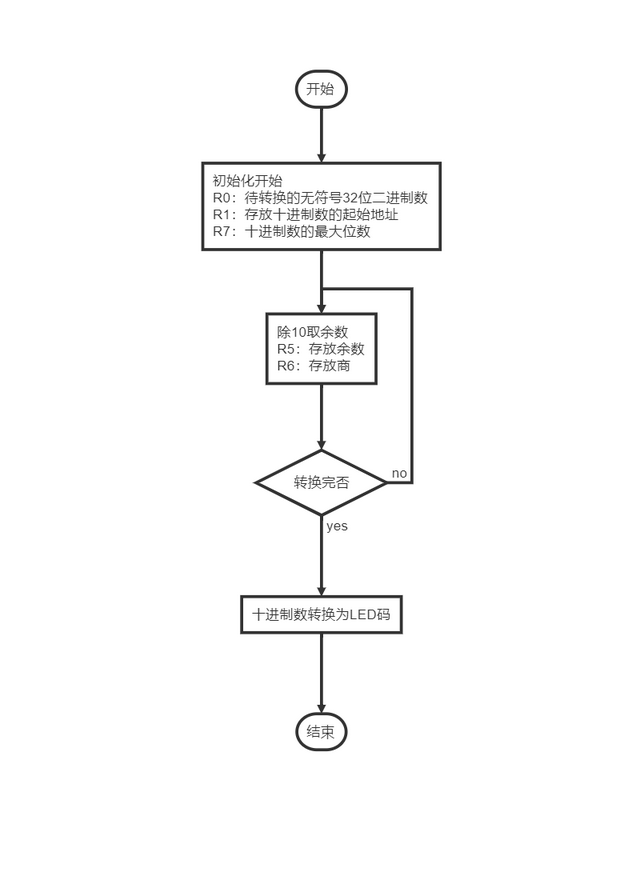 开始
初始化开始
R0：待转换的无符号32位二进制数
R1：存放十进制数的起始地址
R7：十进制数的最大位数
除10取余数
R5：存放余数
R6：存放商
转换完否
no
yes
十进制数转换为LED码
结束